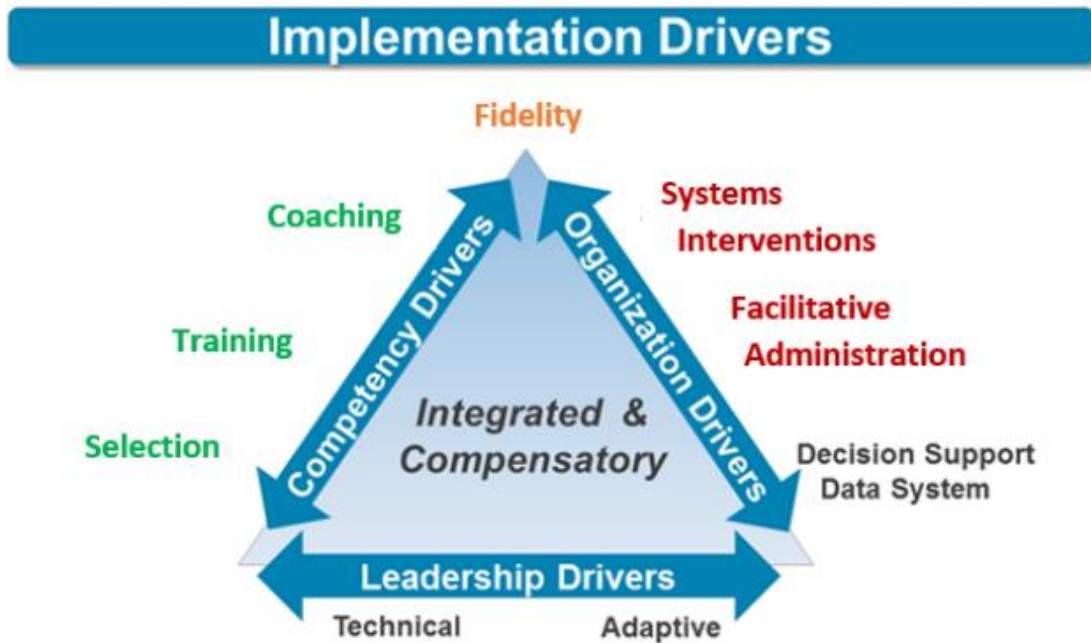 Implementation Drivers
Fidelity
Coaching
Training
Selection
Competency Drivers
Integrated &
Compensatory
Organization Drivers
Systems
Interventions
Facilitative
Administration
Decision Support
Data System
Leadership Drivers
Technical
Adaptive